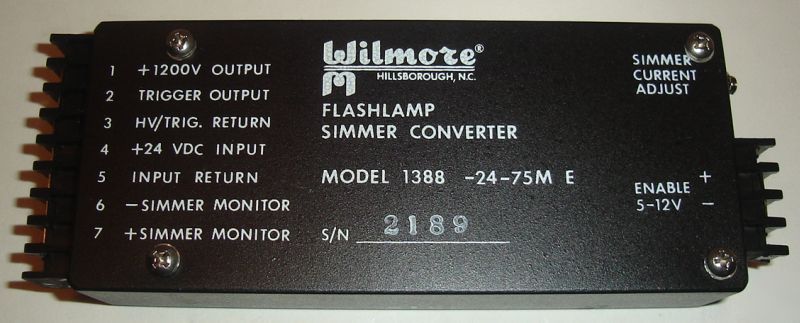 1 +1200V OUTPUT
2 TRIGGER OUTPUT
3 HV/TRIG. RETURN
4 +24 VDC INPUT
5 INPUT RETURN
6 −SIMMER MONITOR
7 +SIMMER MONITOR
Wilmore®
HILLSBOROUGH, N.C.
FLASHLAMP
SIMMER CONVERTER
MODEL 1388 -24-75M E
S/N 2189
SIMMER
CURRENT
ADJUST
ENABLE +
5-12V −